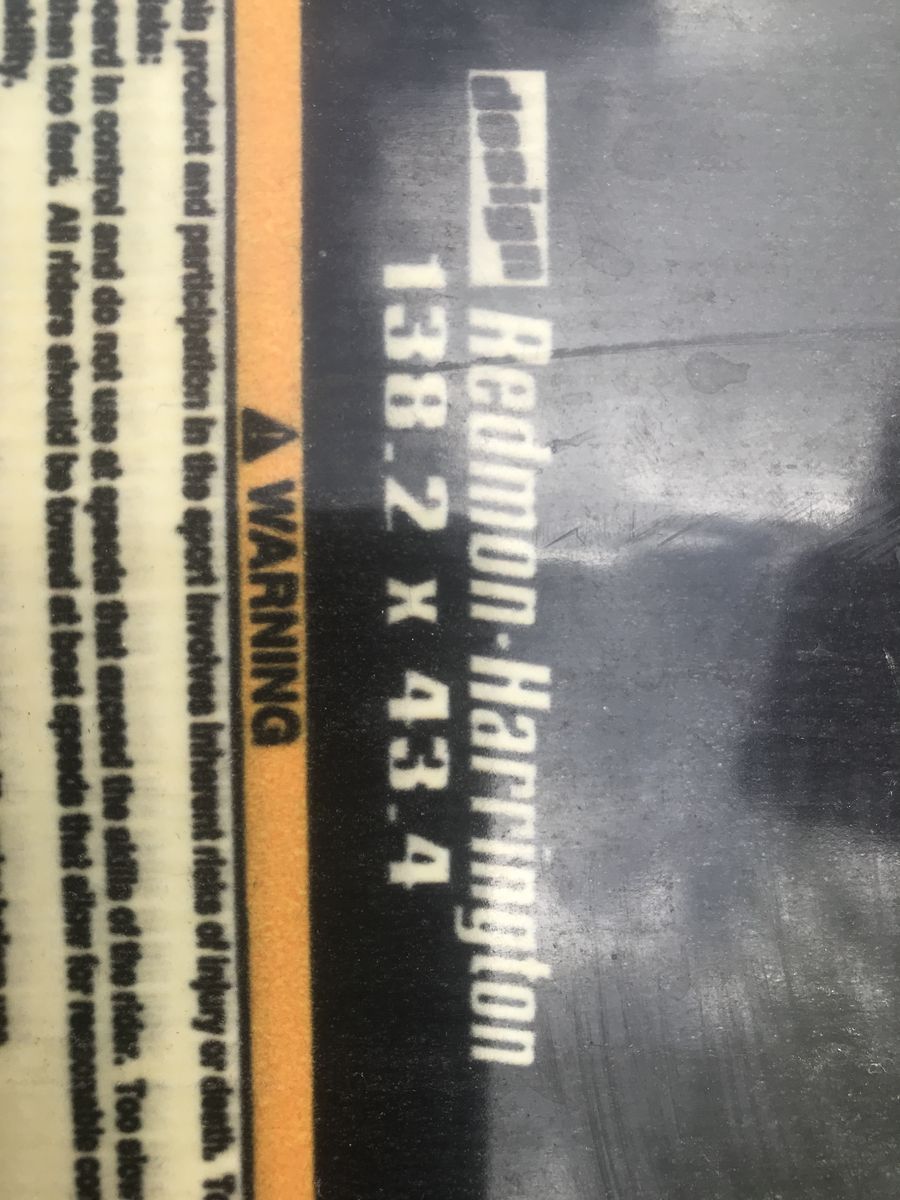 design Redmon-Harrington
138.2 x 43.4
WARNING
product and participation in the sport involves inherent risks of injury or death.
in control and do not use at speeds that exceed the skills of the rider. Too
than too fast. All riders should be towed at boat speeds that allow for reasonable